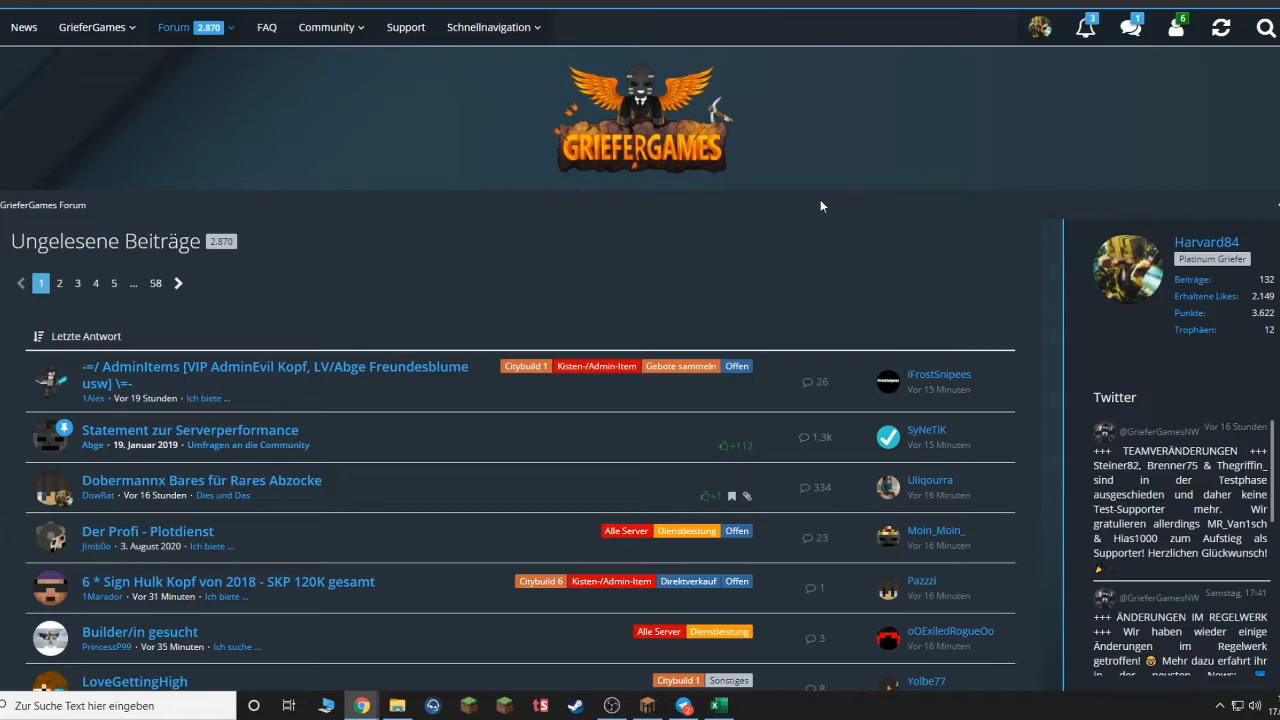 News GrieferGames Forum 2.870 FAQ Community Support Schnellnavigation 3 1 6
GRIEFERGAMES
GrieferGames Forum
Ungelesene Beiträge 2.870
1 2 3 4 5 ... 58
Letzte Antwort
-=/ AdminItems [VIP AdminEvil Kopf, LV/Abge Freundesblume Citybuild 1 Kisten-/Admin-Item Gebote sammeln Offen 26 iFrostSnipees
usw] \=- Vor 15 Minuten
1Alex · Vor 19 Stunden · Ich biete ...
Statement zur Serverperformance 1.3k SyNeTiK
Abge · 19. Januar 2019 · Umfragen an die Community +112 Vor 15 Minuten
Dobermannx Bares für Rares Abzocke 334 Uliqourra
DowRat · Vor 16 Stunden · Dies und Das +1 Vor 16 Minuten
Der Profi - Plotdienst Alle Server Dienstleistung Offen 23 Moin_Moin_
Jimb0o · 3. August 2020 · Ich biete ... Vor 16 Minuten
6 * Sign Hulk Kopf von 2018 - SKP 120K gesamt Citybuild 6 Kisten-/Admin-Item Direktverkauf Offen 1 Pazzzi
1Marador · Vor 31 Minuten · Ich biete ... Vor 16 Minuten
Builder/in gesucht Alle Server Dienstleistung 3 oOExiledRogueOo
PrincessP99 · Vor 35 Minuten · Ich suche ... Vor 16 Minuten
LoveGettingHigh Citybuild 1 Sonstiges 8 Yolbe77
Harvard84
Platinum Griefer
Beiträge: 132
Erhaltene Likes: 2.149
Punkte: 3.622
Trophäen: 12
Twitter
@GrieferGamesNW Vor 16 Stunden
+++ TEAMVERÄNDERUNGEN +++
Steiner82, Brenner75 & Thegriffin_
sind in der Testphase
ausgeschieden und daher keine
Test-Supporter mehr. Wir
gratulieren allerdings MR_Van1sch
& Hias1000 zum Aufstieg als
Supporter! Herzlichen Glückwunsch!
@GrieferGamesNW Samstag, 17:41
+++ ÄNDERUNGEN IM REGELWERK
+++ Wir haben wieder einige
Änderungen im Regelwerk
getroffen! Mehr dazu erfahrt ihr
in der neusten News:
Zur Suche Text hier eingeben tS 2 17